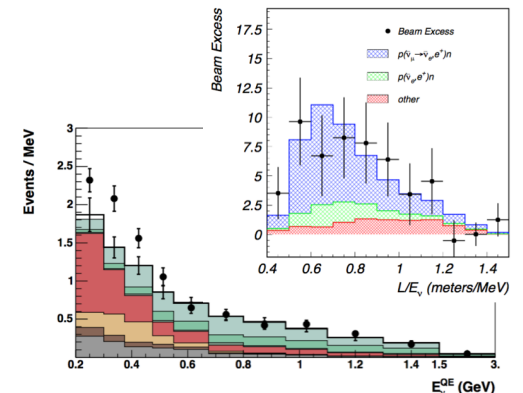 Beam Excess
17.5
15
12.5
10
7.5
5
2.5
0
Beam Excess
p(ν̄μ→ν̄e,e⁺)n
p(ν̄e,e⁺)n
other
0.4 0.6 0.8 1 1.2 1.4
L/Eν (meters/MeV)
Events / MeV
3
2.5
2
1.5
1
0.5
0.2 0.4 0.6 0.8 1 1.2 1.4 1.5 3.
EνQE (GeV)